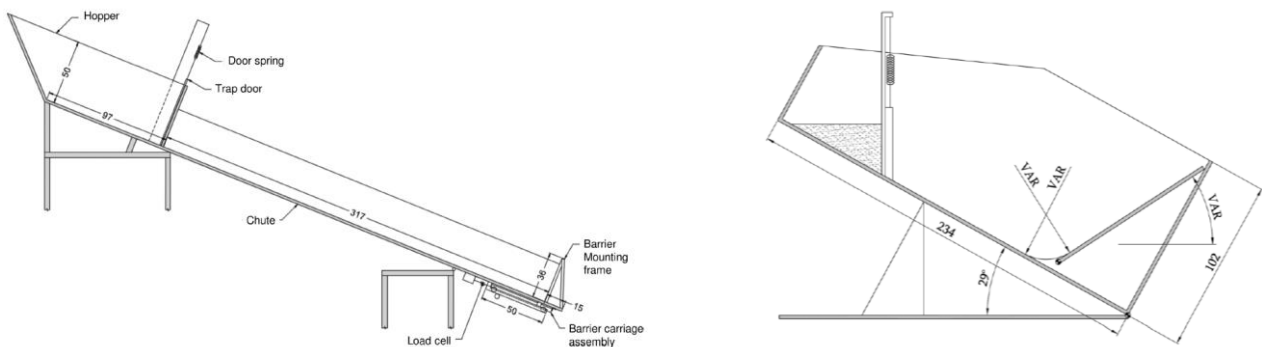 Hopper
Door spring
Trap door
50
97
317
Chute
Barrier
Mounting
frame
36
15
50
Load cell
Barrier carriage
assembly
VAR
VAR
VAR
234
29°
102